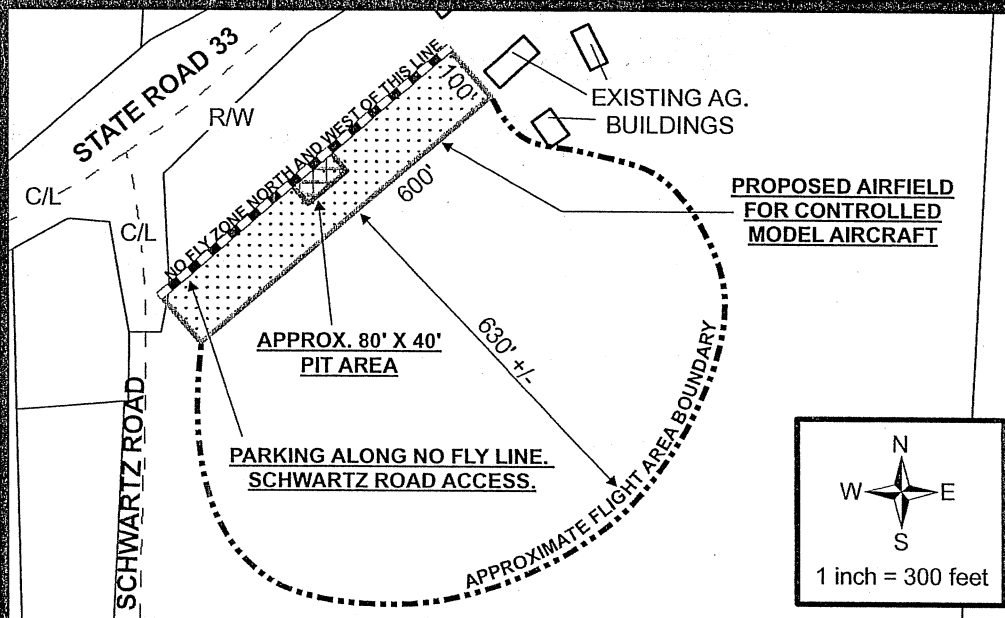 STATE ROAD 33
R/W
C/L
C/L
NO FLY ZONE NORTH AND WEST OF THIS LINE
100'
600'
EXISTING AG.
BUILDINGS
PROPOSED AIRFIELD
FOR CONTROLLED
MODEL AIRCRAFT
APPROX. 80' X 40'
PIT AREA
630' +/-
PARKING ALONG NO FLY LINE.
SCHWARTZ ROAD ACCESS.
SCHWARTZ ROAD
APPROXIMATE FLIGHT AREA BOUNDARY
N
W
E
S
1 inch = 300 feet